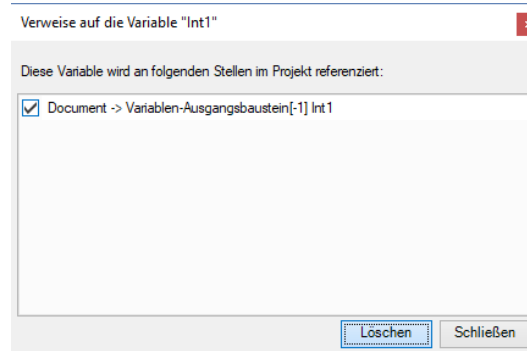 Verweise auf die Variable "Int1"
Diese Variable wird an folgenden Stellen im Projekt referenziert:
Document -> Variablen-Ausgangsbaustein[-1] Int1
Löschen
Schließen